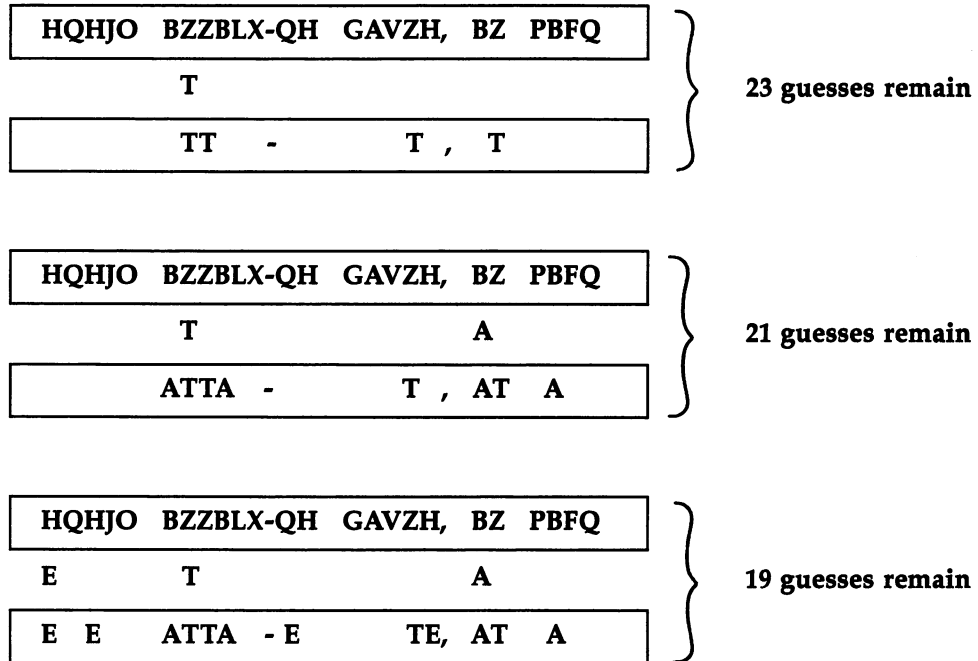 HQHJO BZZBLX-QH GAVZH, BZ PBFQ
T
23 guesses remain
TT - T , T
HQHJO BZZBLX-QH GAVZH, BZ PBFQ
T A
21 guesses remain
ATTA - T , AT A
HQHJO BZZBLX-QH GAVZH, BZ PBFQ
E T A
19 guesses remain
E E ATTA - E TE, AT A